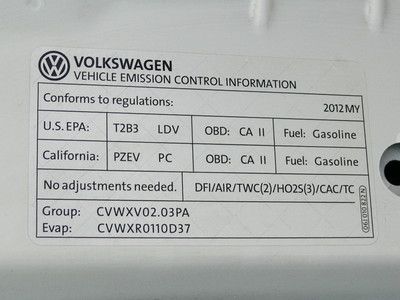 VOLKSWAGEN
VEHICLE EMISSION CONTROL INFORMATION
Conforms to regulations: 2012 MY
U.S. EPA: T2B3 LDV OBD: CA II Fuel: Gasoline
California: PZEV PC OBD: CA II Fuel: Gasoline
No adjustments needed. DFI/AIR/TWC(2)/HO2S(3)/CAC/TC
Group: CVWXV02.03PA
Evap: CVWXR0110D37